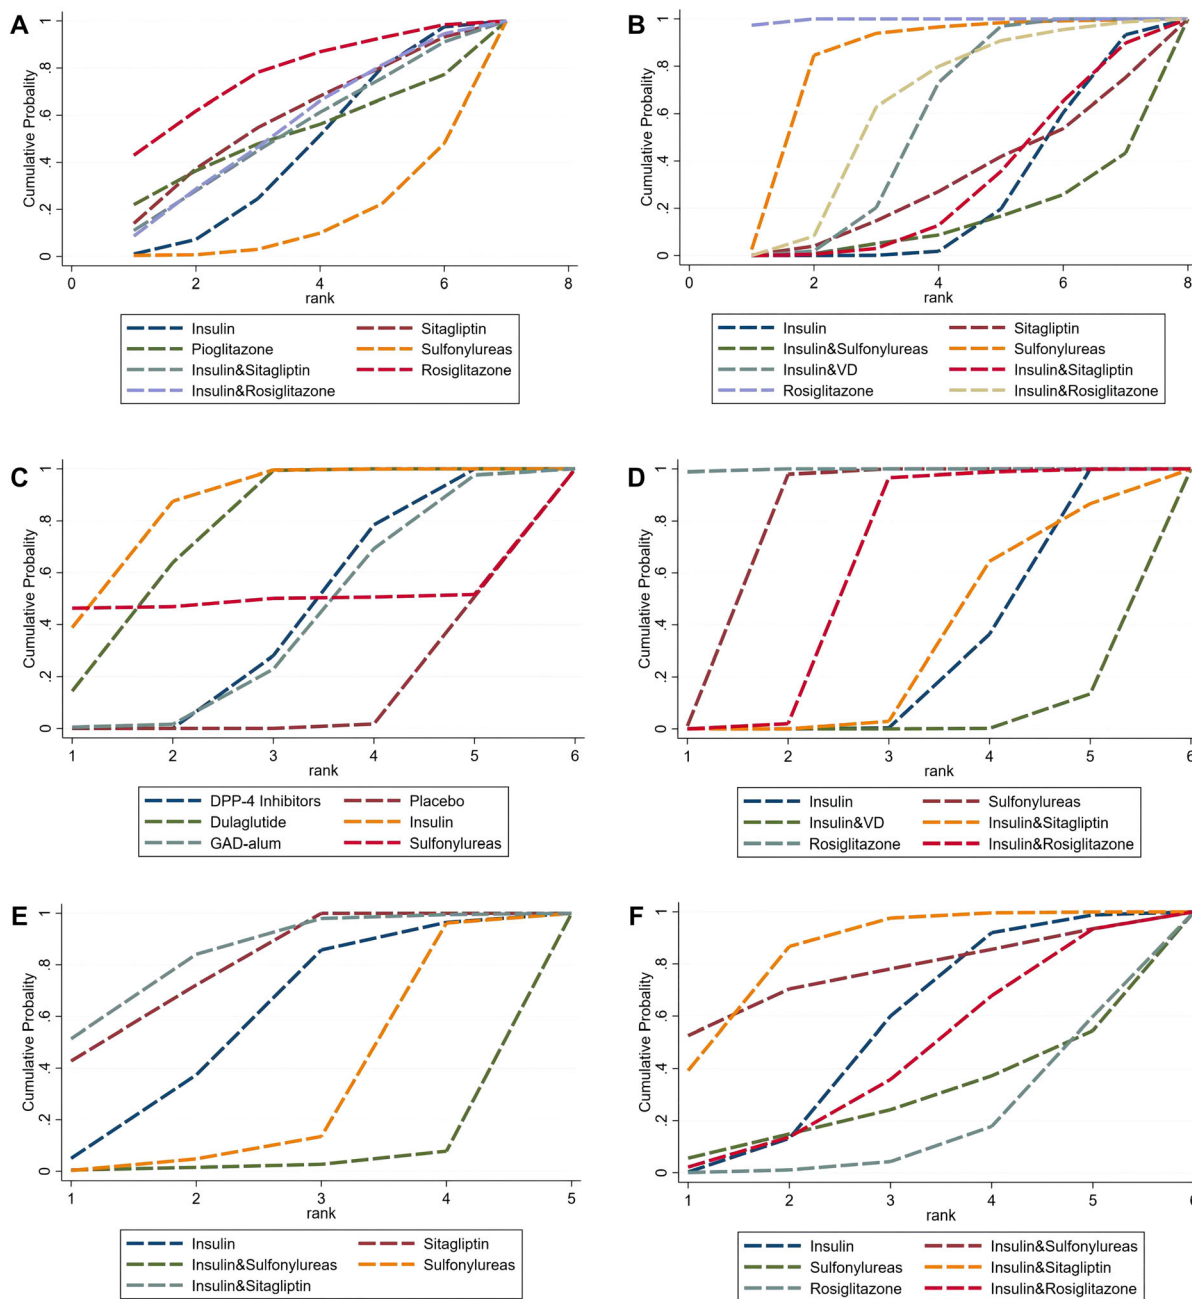 A
Cumulative Probality
0 .2 .4 .6 .8 1
0 2 4 6 8
rank
Insulin Sitagliptin
Pioglitazone Sulfonylureas
Insulin&Sitagliptin Rosiglitazone
Insulin&Rosiglitazone
B
Cumulative Probality
0 .2 .4 .6 .8 1
0 2 4 6 8
rank
Insulin Sitagliptin
Insulin&Sulfonylureas Sulfonylureas
Insulin&VD Insulin&Sitagliptin
Rosiglitazone Insulin&Rosiglitazone
C
Cumulative Probality
0 .2 .4 .6 .8 1
1 2 3 4 5 6
rank
DPP-4 Inhibitors Placebo
Dulaglutide Insulin
GAD-alum Sulfonylureas
D
Cumulative Probality
0 .2 .4 .6 .8 1
1 2 3 4 5 6
rank
Insulin Sulfonylureas
Insulin&VD Insulin&Sitagliptin
Rosiglitazone Insulin&Rosiglitazone
E
Cumulative Probality
0 .2 .4 .6 .8 1
1 2 3 4 5
rank
Insulin Sitagliptin
Insulin&Sulfonylureas Sulfonylureas
Insulin&Sitagliptin
F
Cumulative Probality
0 .2 .4 .6 .8 1
1 2 3 4 5 6
rank
Insulin Insulin&Sulfonylureas
Sulfonylureas Insulin&Sitagliptin
Rosiglitazone Insulin&Rosiglitazone